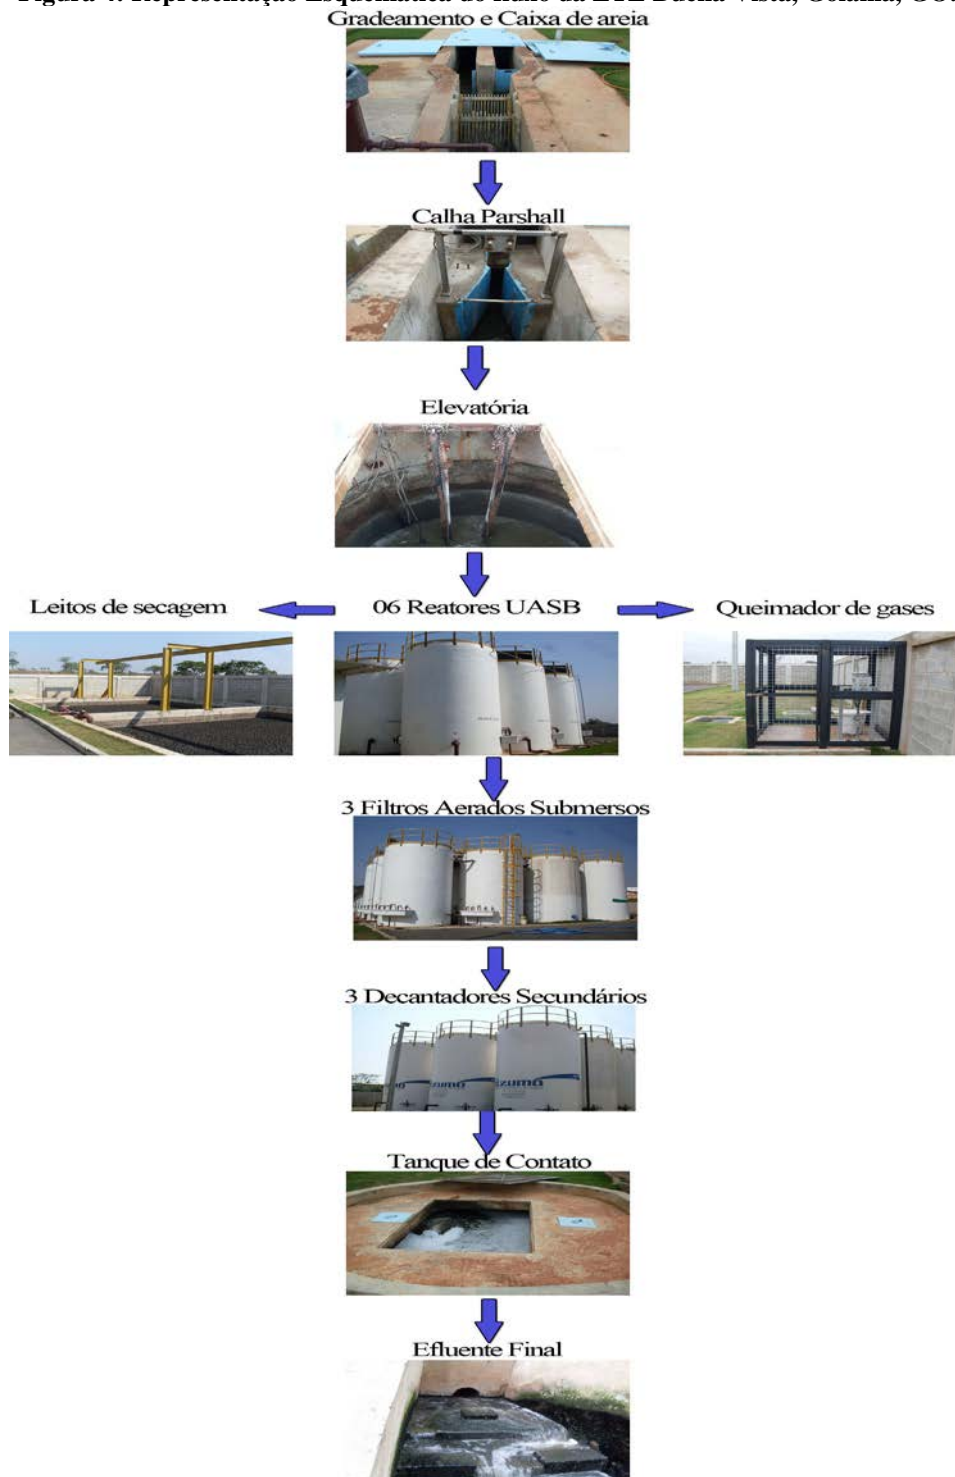 Gradeamento e Caixa de areia
Calha Parshall
Elevatória
Leitos de secagem
06 Reatores UASB
Queimador de gases
3 Filtros Aerados Submersos
3 Decantadores Secundários
Tanque de Contato
Efluente Final